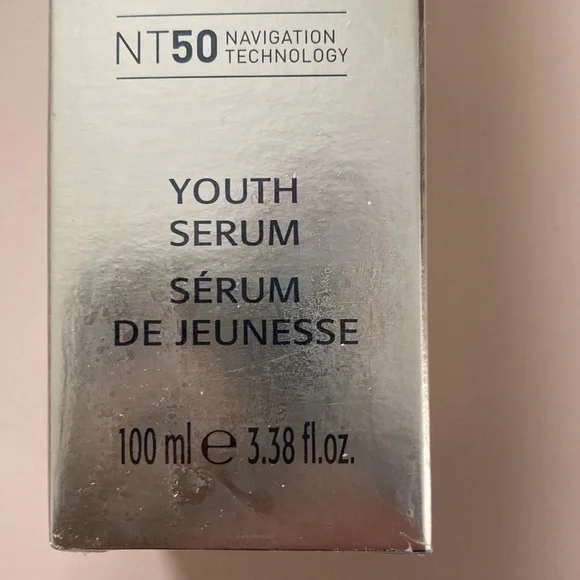 NT50 NAVIGATION
TECHNOLOGY
YOUTH
SERUM
SÉRUM
DE JEUNESSE
100 ml ℮ 3.38 fl.oz.